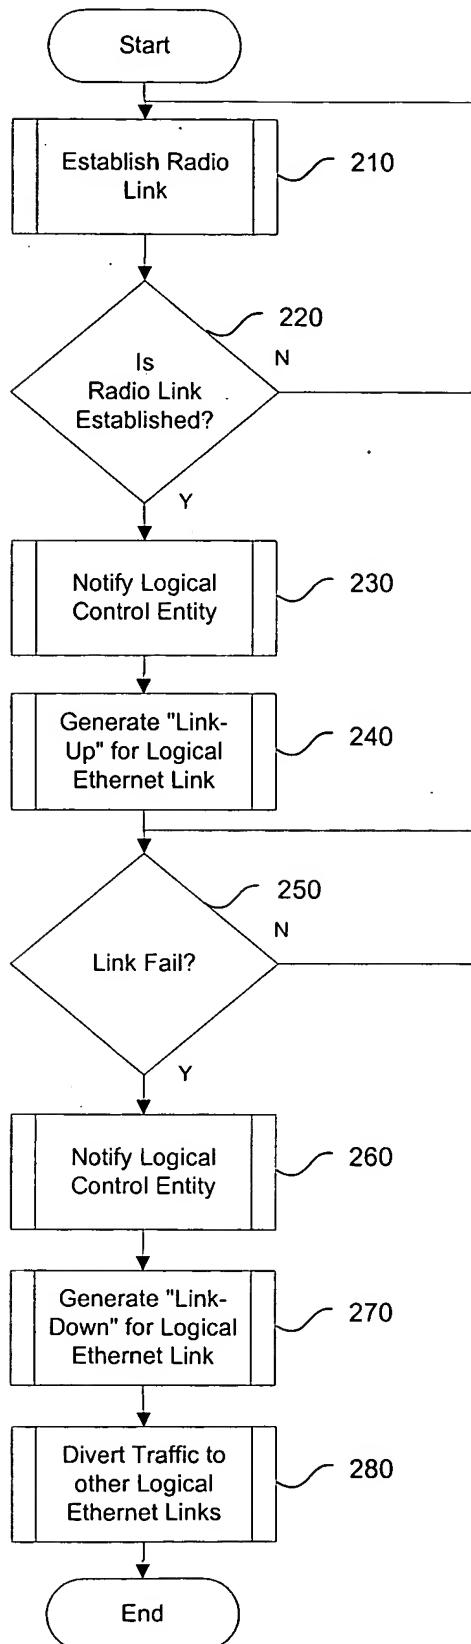 Start
Establish Radio
Link
210
220
Is
Radio Link
Established?
N
Y
Notify Logical
Control Entity
230
Generate "Link-
Up" for Logical
Ethernet Link
240
250
Link Fail?
N
Y
Notify Logical
Control Entity
260
Generate "Link-
Down" for Logical
Ethernet Link
270
Divert Traffic to
other Logical
Ethernet Links
280
End